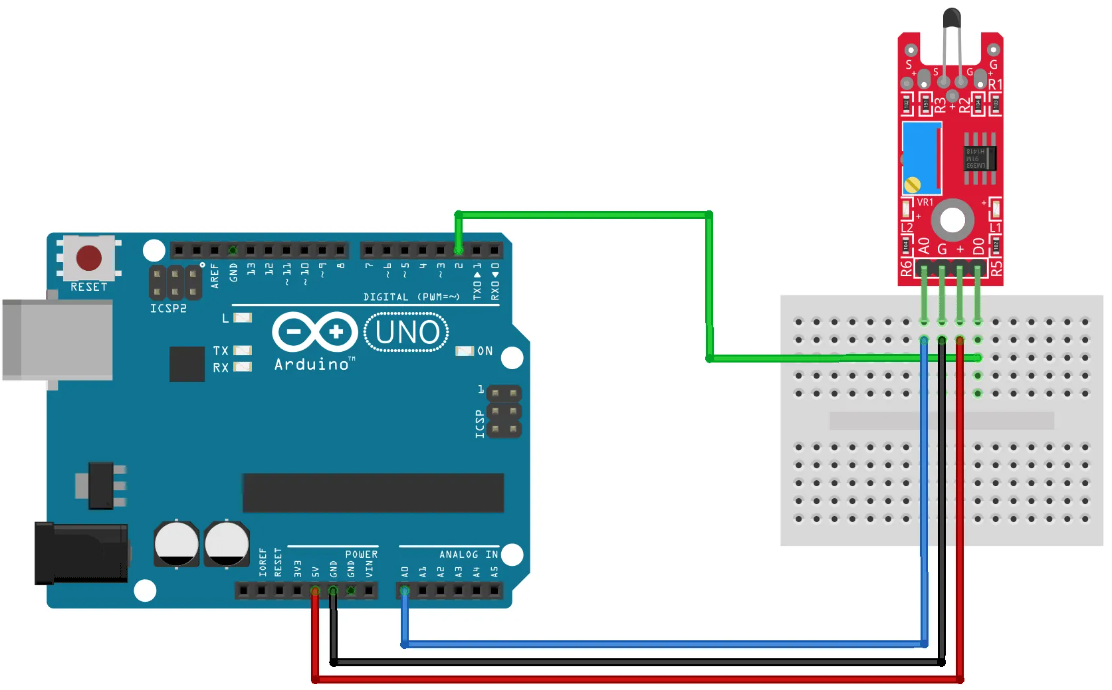 S
G
S
G
+
+
R1
R3
+
R2
VR1
+
+
L2
L1
R6
A0
G
+
D0
R5
RESET
ICSP2
AREF
GND
13
12
~11
~10
~9
8
7
~6
~5
4
~3
2
TX0▶1
RX0◀0
DIGITAL (PWM=~)
L
TX
RX
UNO
Arduino™
ON
1
ICSP
POWER
ANALOG IN
IOREF
RESET
3V3
5V
GND
GND
VIN
A0
A1
A2
A3
A4
A5